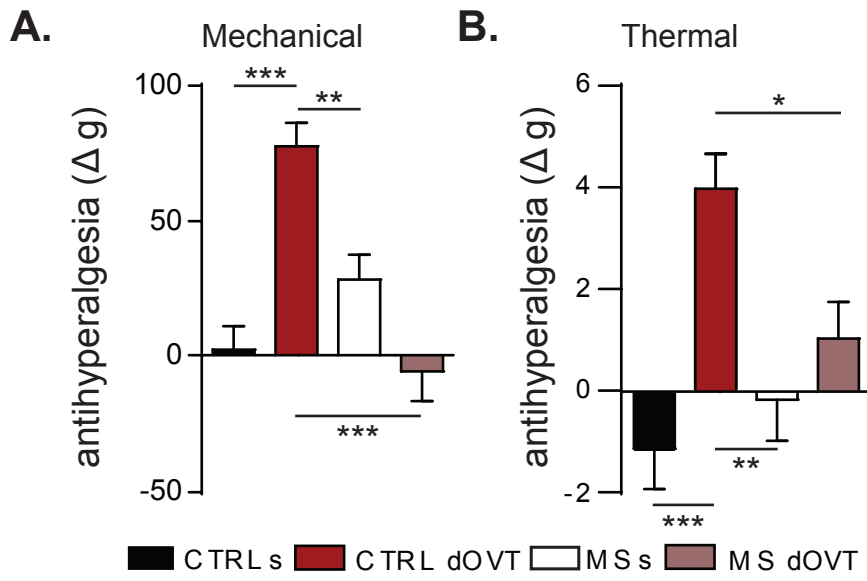 A.
Mechanical
antihyperalgesia (Δ g)
100
50
0
-50
***
**
***
B.
Thermal
antihyperalgesia (Δ g)
6
4
2
0
-2
*
**
***
CTRL s CTRL dOVT MS s MS dOVT